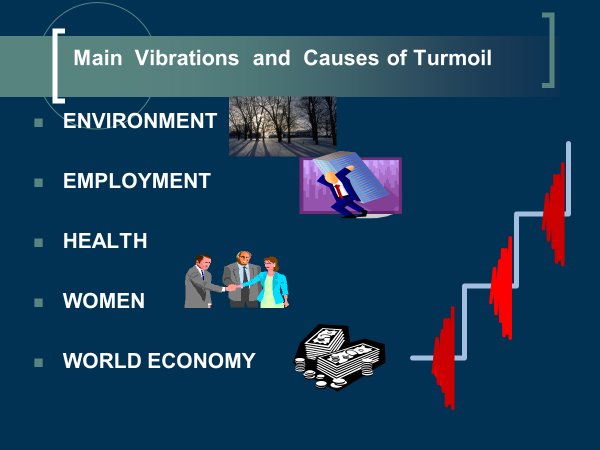 Main Vibrations and Causes of Turmoil
ENVIRONMENT
EMPLOYMENT
HEALTH
WOMEN
WORLD ECONOMY